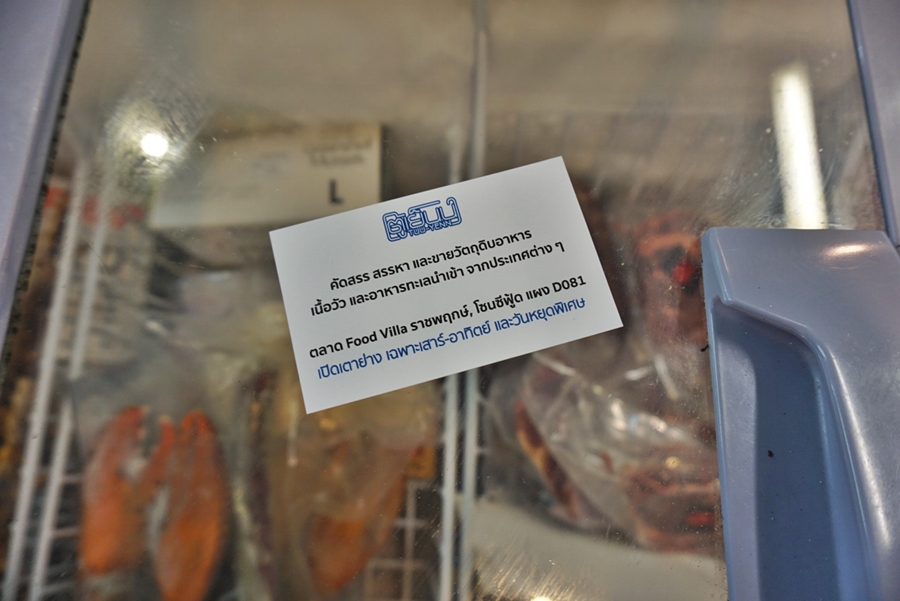 L
ตู้เย็น
TOO-YENN
คัดสรร สรรหา และขายวัตถุดิบอาหาร
เนื้อวัว และอาหารทะเลนำเข้า จากประเทศต่าง ๆ
ตลาด Food Villa ราชพฤกษ์, โซนซีฟู้ด แผง D081
เปิดเตาย่าง เฉพาะเสาร์-อาทิตย์ และวันหยุดพิเศษ